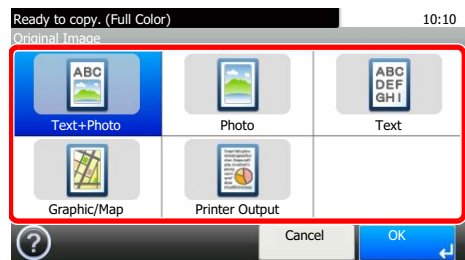 Ready to copy. (Full Color) 10:10
Original Image
ABC
ABC
DEF
GHI
Text+Photo Photo Text
Graphic/Map Printer Output
? Cancel OK